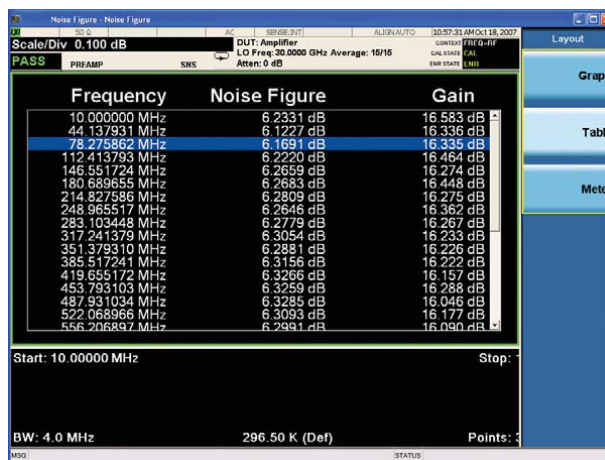 Noise Figure - Noise Figure
50 Ω AC SENSE:INT ALIGNAUTO 10:57:31 AM Oct 18, 2007
Scale/Div 0.100 dB DUT: Amplifier CONTEXT FREQ=RF Layout
LO Freq: 30.0000 GHz Average: 15/15 CAL STATE CAL
PASS PREAMP SNS Atten: 0 dB ENR STATE ENR
Frequency Noise Figure Gain
10.000000 MHz 6.2331 dB 16.583 dB
44.137931 MHz 6.1227 dB 16.336 dB
78.275862 MHz 6.1691 dB 16.335 dB
112.413793 MHz 6.2220 dB 16.464 dB
146.551724 MHz 6.2659 dB 16.274 dB
180.689655 MHz 6.2683 dB 16.448 dB
214.827586 MHz 6.2809 dB 16.275 dB
248.965517 MHz 6.2646 dB 16.362 dB
283.103448 MHz 6.2779 dB 16.267 dB
317.241379 MHz 6.3054 dB 16.233 dB
351.379310 MHz 6.2881 dB 16.226 dB
385.517241 MHz 6.3156 dB 16.222 dB
419.655172 MHz 6.3266 dB 16.157 dB
453.793103 MHz 6.3259 dB 16.288 dB
487.931034 MHz 6.3285 dB 16.046 dB
522.068966 MHz 6.3093 dB 16.177 dB
556.206897 MHz 6.2991 dB 16.090 dB
Grap
Tabl
Mete
Start: 10.00000 MHz Stop:
BW: 4.0 MHz 296.50 K (Def) Points:
MSG STATUS